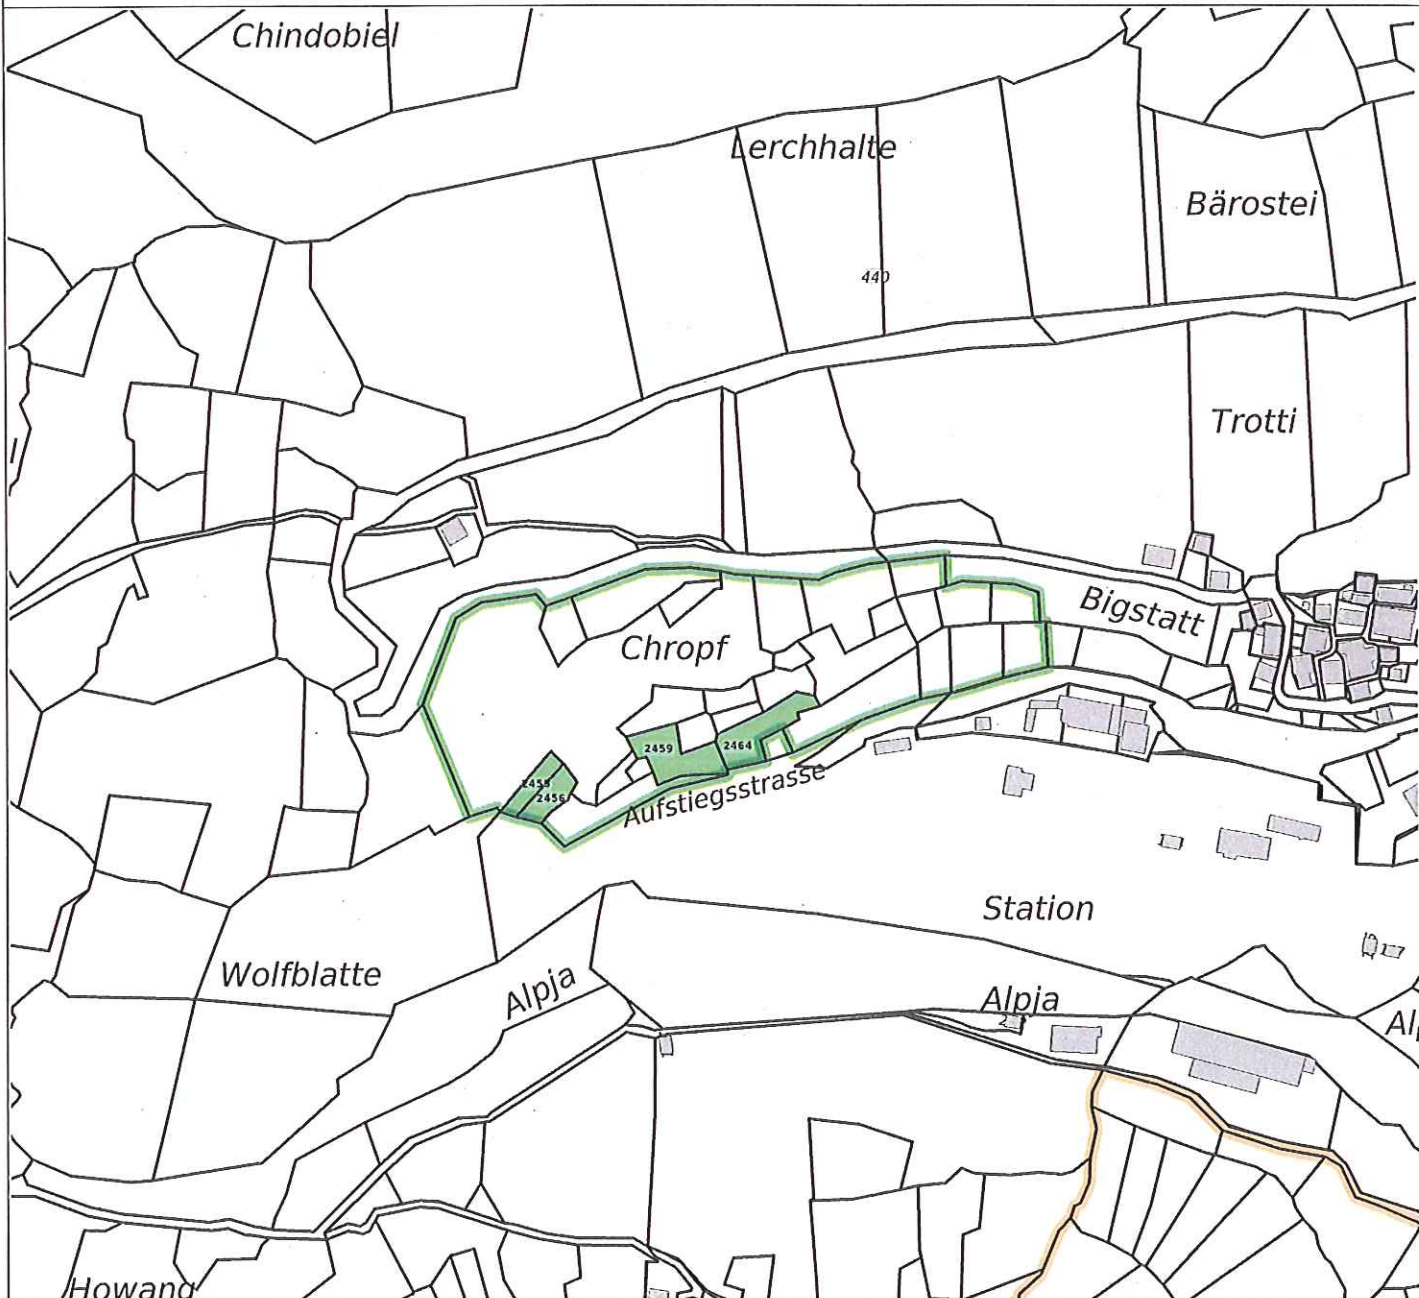 Chindobiel
Lerchhalte
Bärostei
440
Trotti
Bigstatt
Chropf
2459
2464
2455
2456
Aufstiegsstrasse
Station
Wolfblatte
Alpja
Alpja
Howang